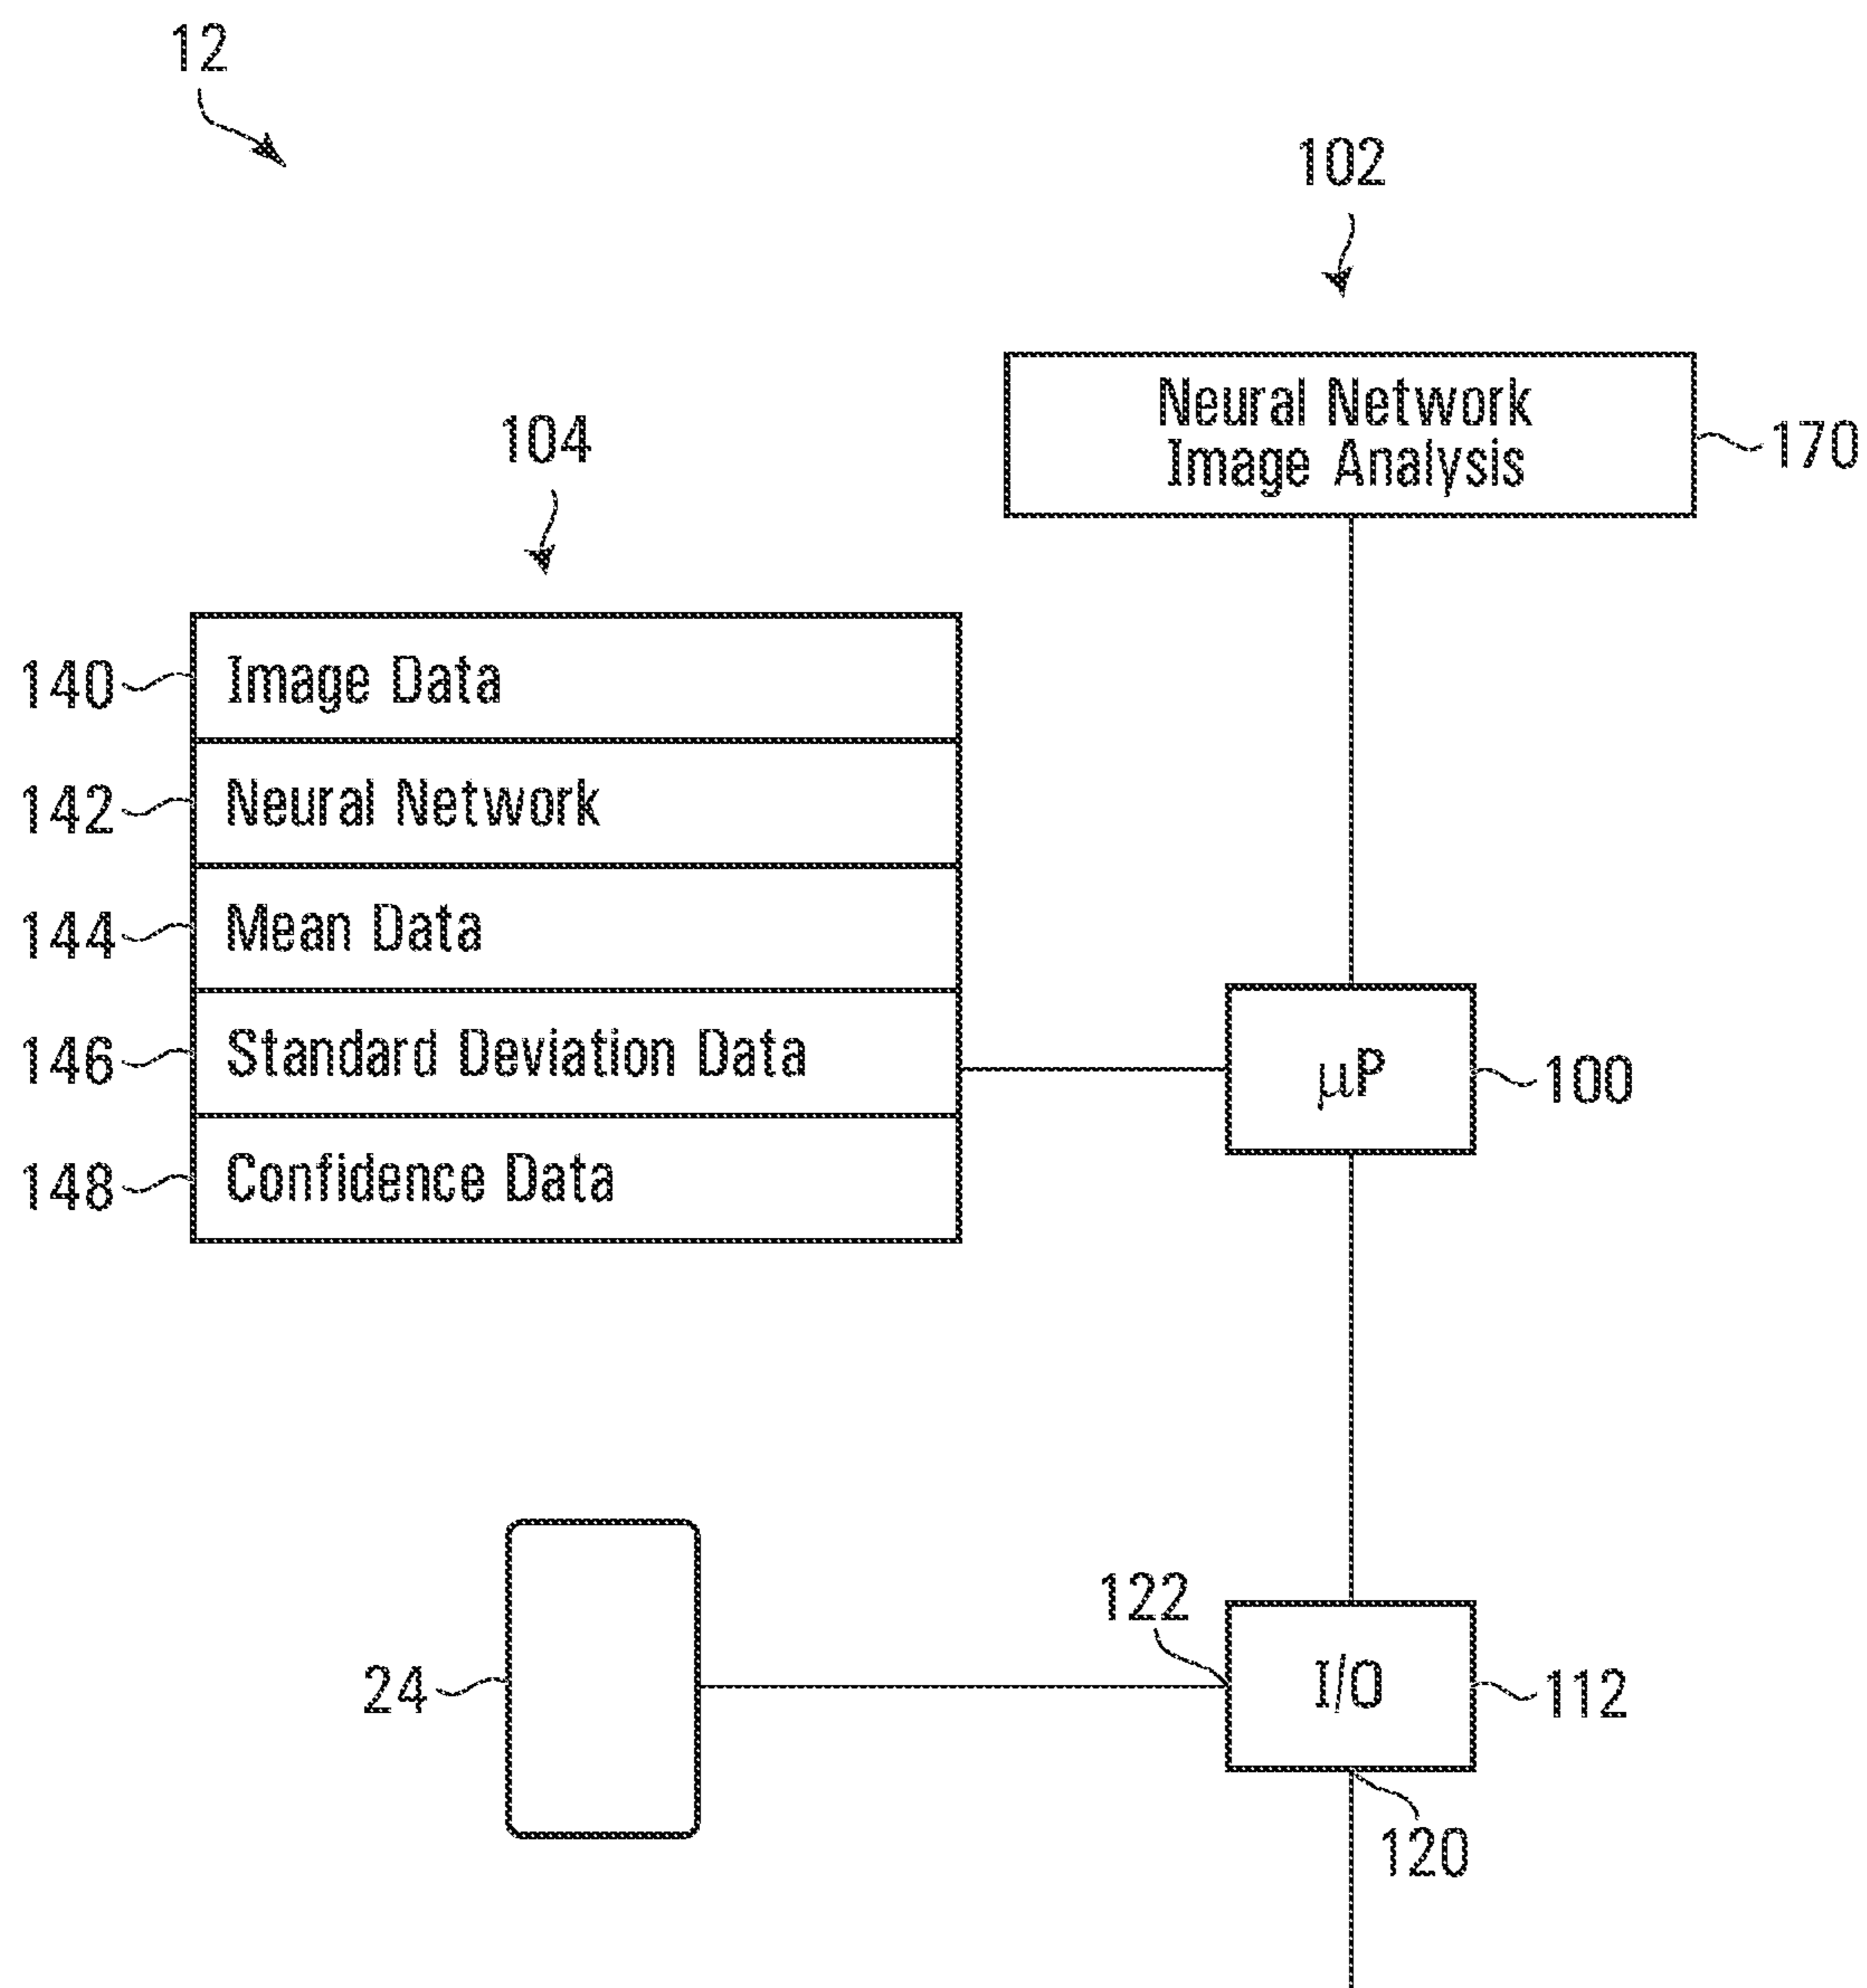 12
102
Neural Network
Image Analysis
170
104
140
Image Data
142
Neural Network
144
Mean Data
146
Standard Deviation Data
148
Confidence Data
µP
100
122
I/O
112
24
120